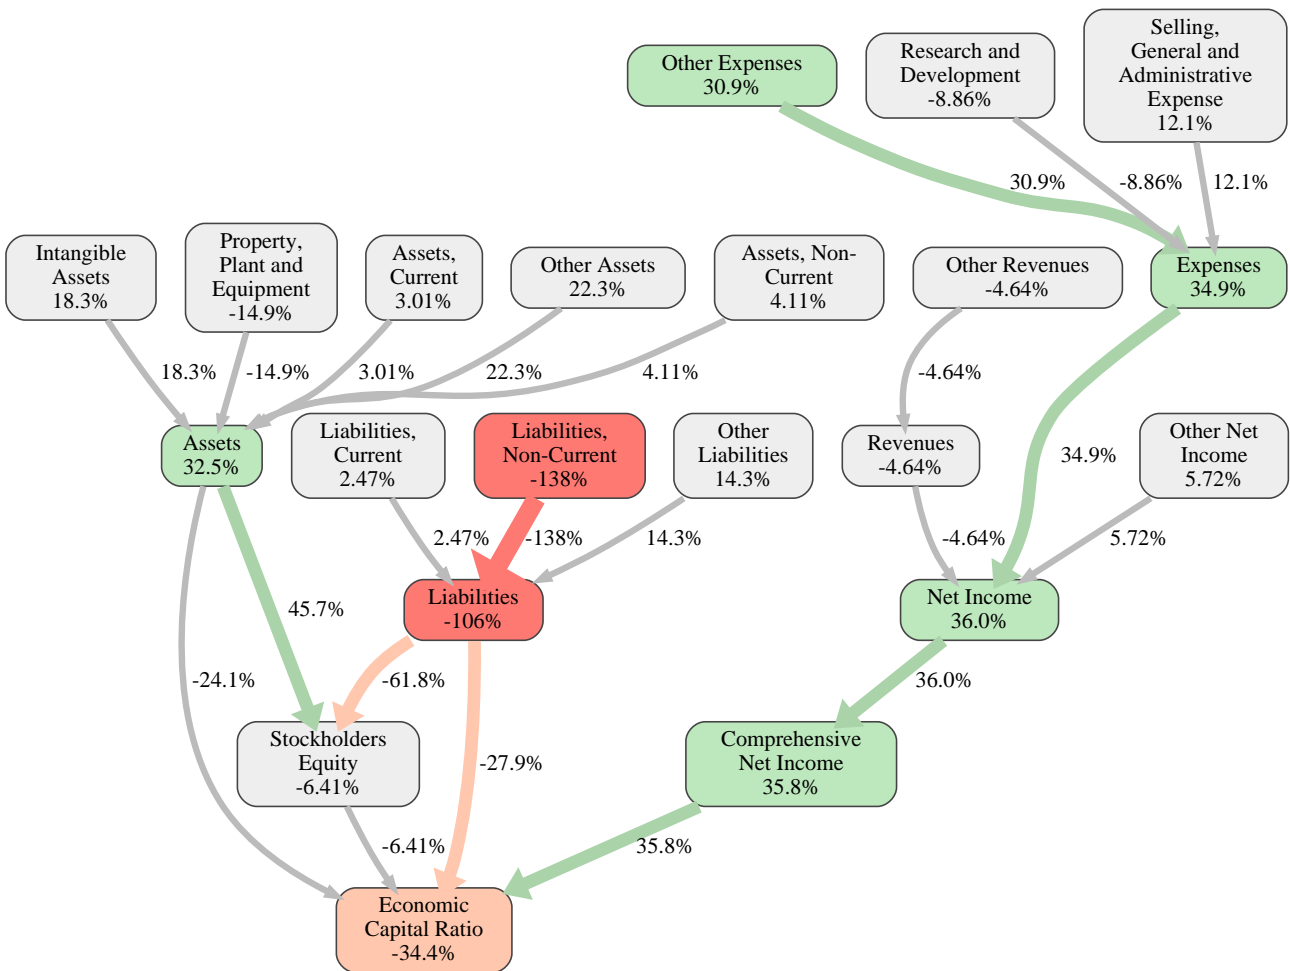 Selling,
General and
Administrative
Expense
12.1%
Research and
Development
-8.86%
Other Expenses
30.9%
30.9%
-8.86%
12.1%
Intangible
Assets
18.3%
Property,
Plant and
Equipment
-14.9%
Assets,
Current
3.01%
Other Assets
22.3%
Assets, Non-
Current
4.11%
Other Revenues
-4.64%
Expenses
34.9%
18.3%
-14.9%
3.01%
22.3%
4.11%
-4.64%
Assets
32.5%
Liabilities,
Current
2.47%
Liabilities,
Non-Current
-138%
Other
Liabilities
14.3%
Revenues
-4.64%
34.9%
Other Net
Income
5.72%
2.47%
-138%
14.3%
-4.64%
5.72%
45.7%
Liabilities
-106%
Net Income
36.0%
-24.1%
-61.8%
36.0%
Stockholders
Equity
-6.41%
-27.9%
Comprehensive
Net Income
35.8%
-6.41%
35.8%
Economic
Capital Ratio
-34.4%